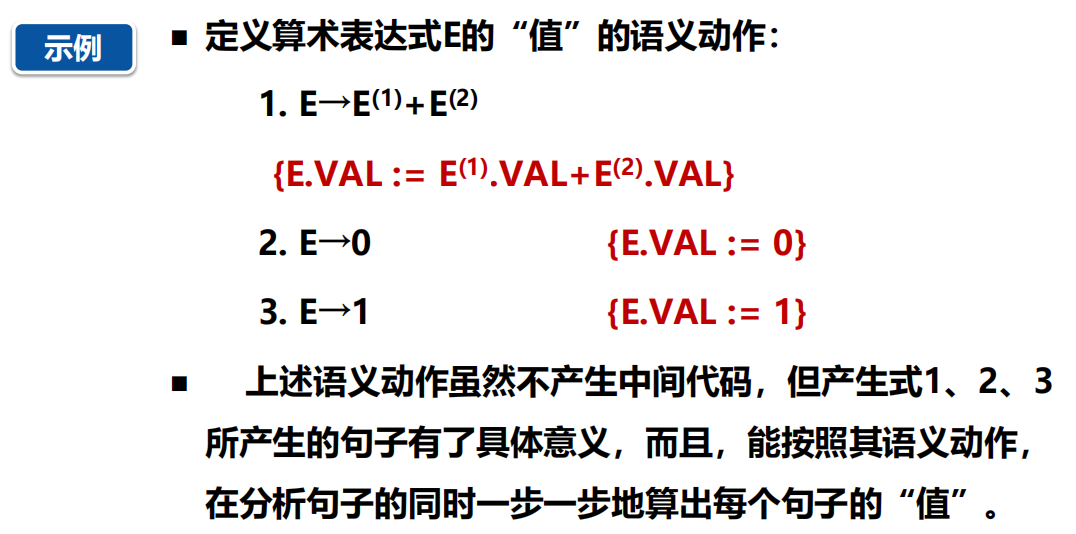 示例
■ 定义算术表达式E的“值”的语义动作：
1. E→E⁽¹⁾+E⁽²⁾
{E.VAL := E⁽¹⁾.VAL+E⁽²⁾.VAL}
2. E→0 {E.VAL := 0}
3. E→1 {E.VAL := 1}
■ 上述语义动作虽然不产生中间代码，但产生式1、2、3
所产生的句子有了具体意义，而且，能按照其语义动作，
在分析句子的同时一步一步地算出每个句子的“值”。